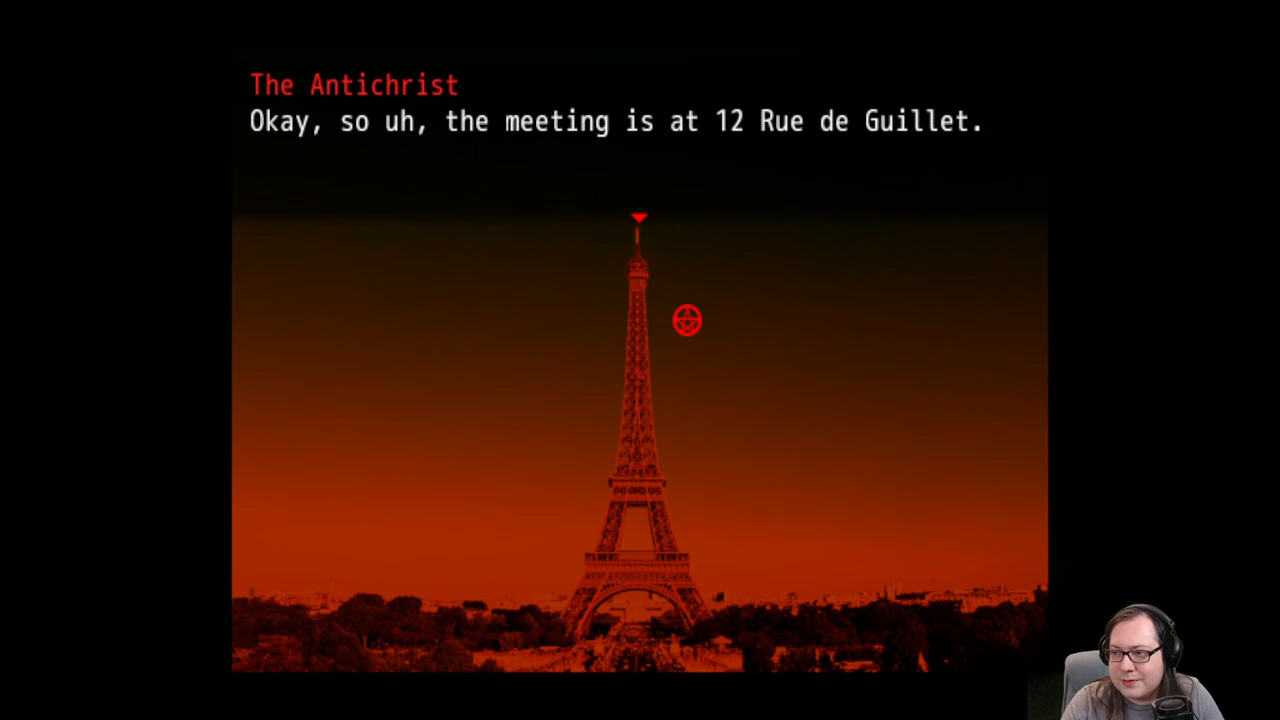 The Antichrist
Okay, so uh, the meeting is at 12 Rue de Guillet.